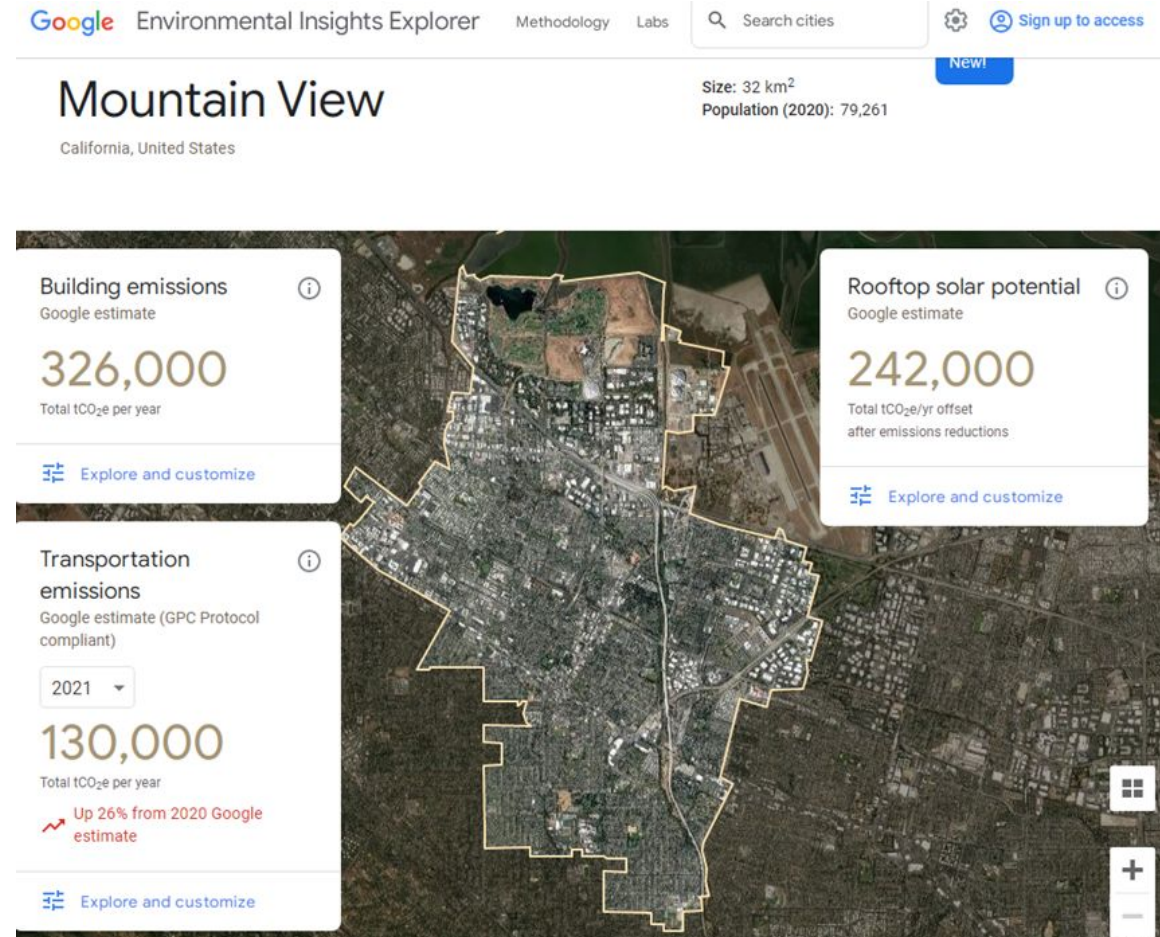 Google Environmental Insights Explorer Methodology Labs Search cities Sign up to access
New!
Mountain View
California, United States
Size: 32 km²
Population (2020): 79,261
Building emissions
Google estimate
326,000
Total tCO₂e per year
Explore and customize
Transportation
emissions
Google estimate (GPC Protocol
compliant)
2021
130,000
Total tCO₂e per year
Up 26% from 2020 Google
estimate
Explore and customize
Rooftop solar potential
Google estimate
242,000
Total tCO₂e/yr offset
after emissions reductions
Explore and customize